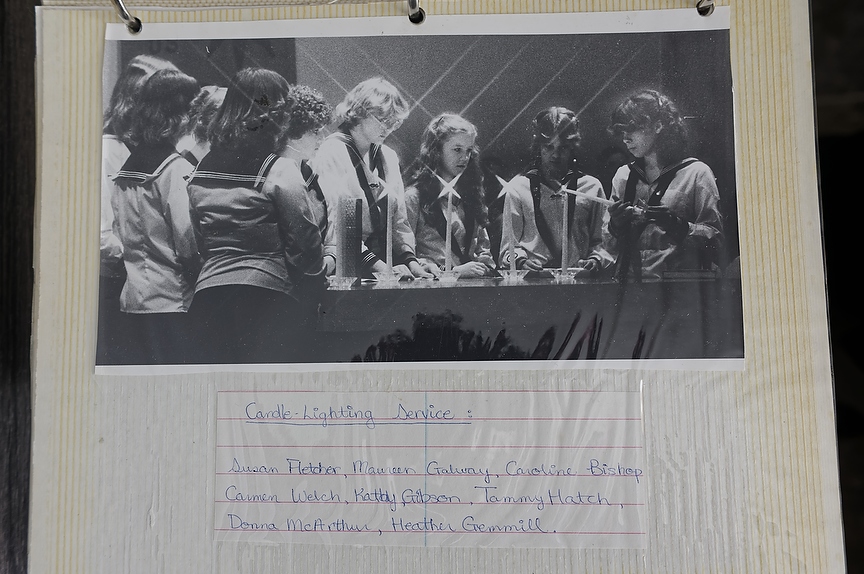 Candle-Lighting Service :
Susan Fletcher, Maureen Galway, Caroline Bishop
Carmen Welch, Kathy Gibson, Tammy Hatch,
Donna McArthur, Heather Gemmill.